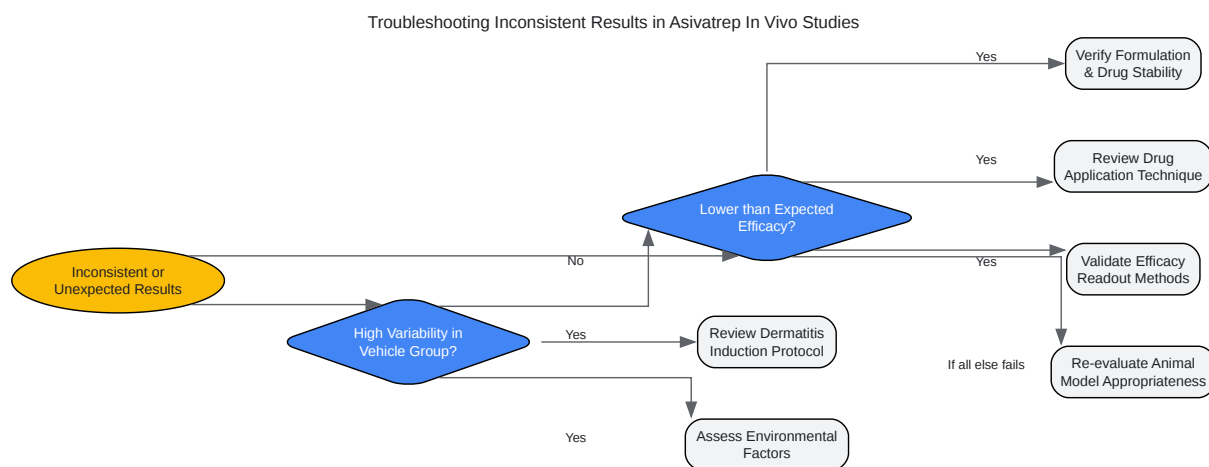 Troubleshooting Inconsistent Results in Asivatrep In Vivo Studies
Yes
Verify Formulation
& Drug Stability
Yes
Review Drug
Application Technique
Lower than Expected
Efficacy?
Inconsistent or
Unexpected Results
No
Yes
Validate Efficacy
Readout Methods
High Variability in
Vehicle Group?
Yes
Review Dermatitis
Induction Protocol
If all else fails
Re-evaluate Animal
Model Appropriateness
Yes
Assess Environmental
Factors